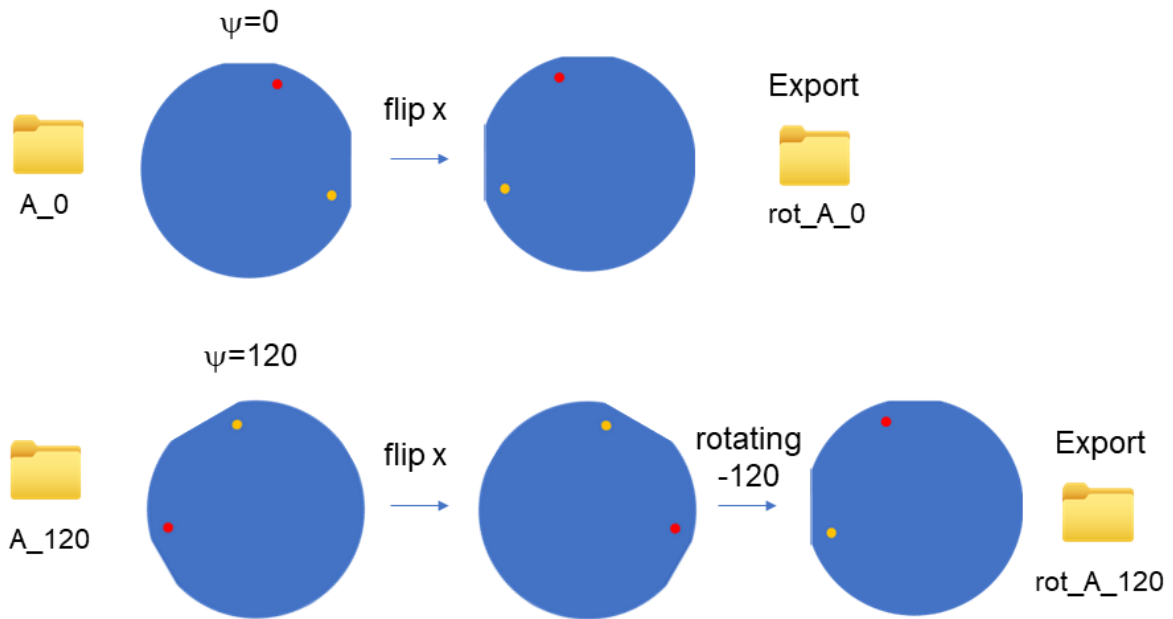 ψ=0
flip x
Export
A_0
rot_A_0
ψ=120
flip x
rotating
-120
Export
A_120
rot_A_120